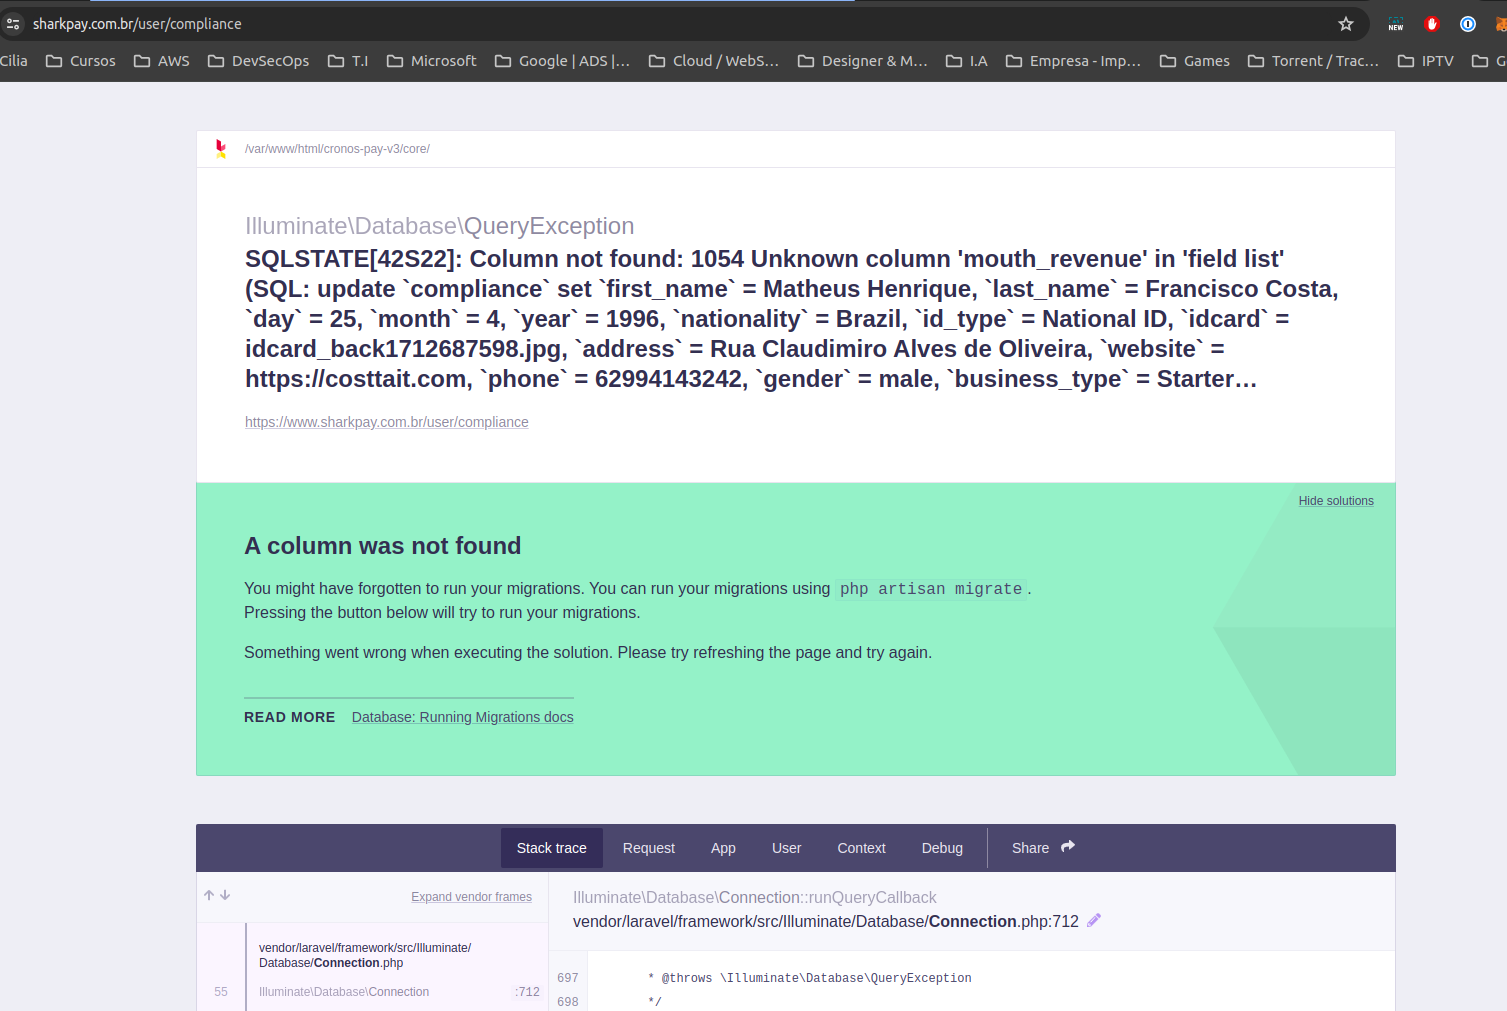 sharkpay.com.br/user/compliance
NEW
Cilia Cursos AWS DevSecOps T.I Microsoft Google | ADS |... Cloud / WebS... Designer & M... I.A Empresa - Imp... Games Torrent / Trac... IPTV G
/var/www/html/cronos-pay-v3/core/
Illuminate\Database\QueryException
SQLSTATE[42S22]: Column not found: 1054 Unknown column 'mouth_revenue' in 'field list'
(SQL: update `compliance` set `first_name` = Matheus Henrique, `last_name` = Francisco Costa,
`day` = 25, `month` = 4, `year` = 1996, `nationality` = Brazil, `id_type` = National ID, `idcard` =
idcard_back1712687598.jpg, `address` = Rua Claudimiro Alves de Oliveira, `website` =
https://costtait.com, `phone` = 62994143242, `gender` = male, `business_type` = Starter…
https://www.sharkpay.com.br/user/compliance
Hide solutions
A column was not found
You might have forgotten to run your migrations. You can run your migrations using php artisan migrate.
Pressing the button below will try to run your migrations.
Something went wrong when executing the solution. Please try refreshing the page and try again.
READ MORE Database: Running Migrations docs
Stack trace Request App User Context Debug Share
Expand vendor frames
Illuminate\Database\Connection::runQueryCallback
vendor/laravel/framework/src/Illuminate/Database/Connection.php:712
vendor/laravel/framework/src/Illuminate/
Database/Connection.php
55 Illuminate\Database\Connection :712
697 * @throws \Illuminate\Database\QueryException
698 */